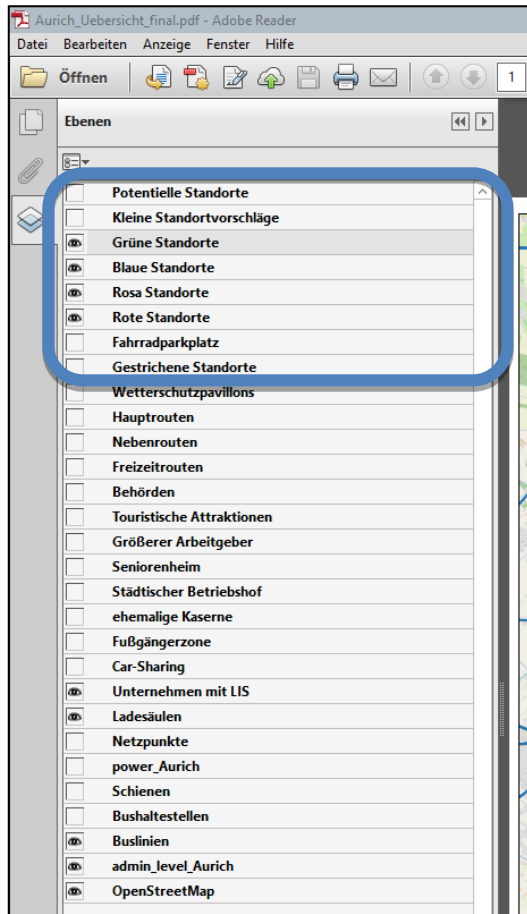 Aurich_Uebersicht_final.pdf - Adobe Reader
Datei Bearbeiten Anzeige Fenster Hilfe
Öffnen 1
Ebenen
Potentielle Standorte
Kleine Standortvorschläge
Grüne Standorte
Blaue Standorte
Rosa Standorte
Rote Standorte
Fahrradparkplatz
Gestrichene Standorte
Wetterschutzpavillons
Hauptrouten
Nebenrouten
Freizeitrouten
Behörden
Touristische Attraktionen
Größerer Arbeitgeber
Seniorenheim
Städtischer Betriebshof
ehemalige Kaserne
Fußgängerzone
Car-Sharing
Unternehmen mit LIS
Ladesäulen
Netzpunkte
power_Aurich
Schienen
Bushaltestellen
Buslinien
admin_level_Aurich
OpenStreetMap